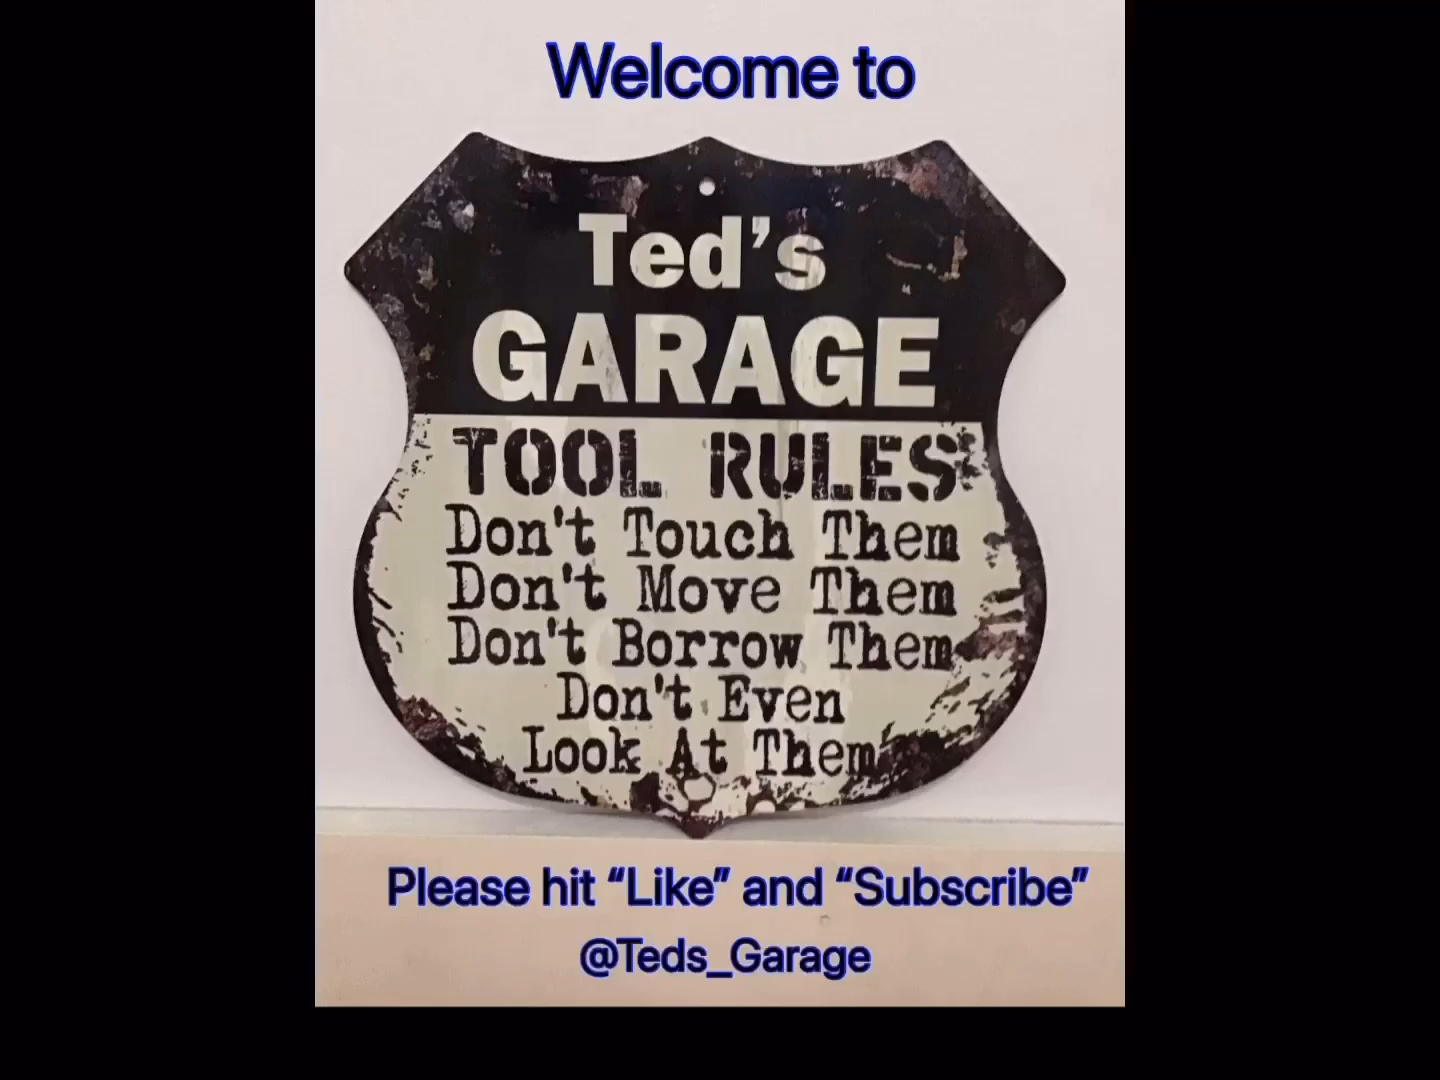 Welcome to
Ted's
GARAGE
TOOL RULES
Don't Touch Them
Don't Move Them
Don't Borrow Them
Don't Even
Look At Them
Please hit “Like” and “Subscribe”
@Teds_Garage